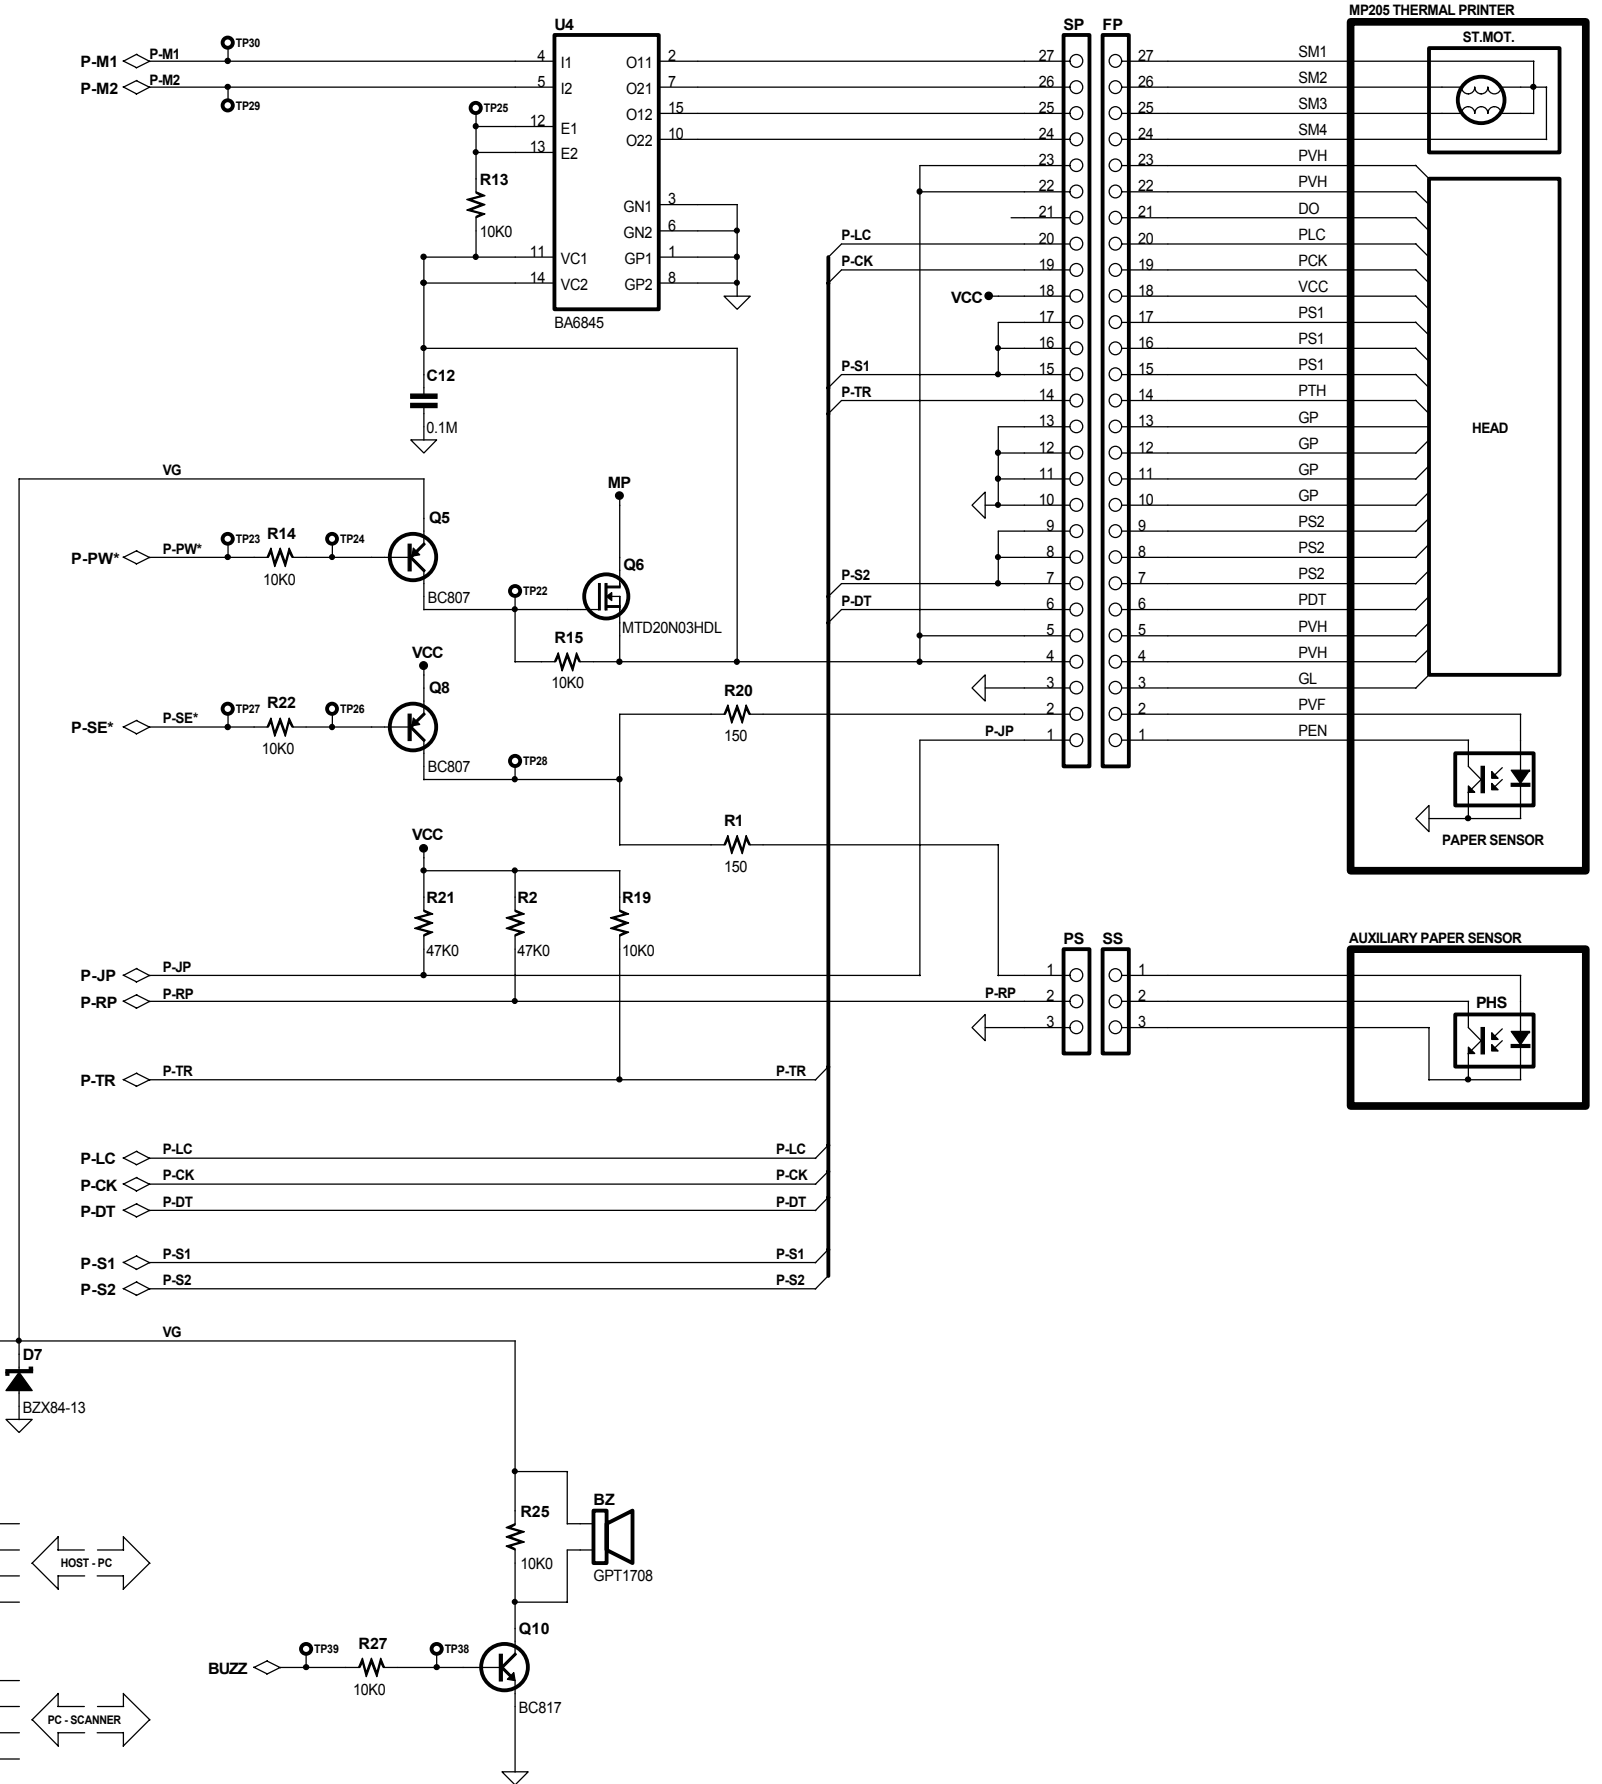 MP205 THERMAL PRINTER
U4
SP FP
ST.MOT.
P-M1 P-M1 TP30 4 I1 O11 2 27 27 SM1
P-M2 P-M2 TP29 5 I2 O21 7 26 26 SM2
TP25 O12 15 25 25 SM3
12 E1 O22 10 24 24 SM4
13 E2 23 23 PVH
R13 22 22 PVH
10K0 GN1 3 21 21 DO
GN2 6 P-LC 20 20 PLC
11 VC1 GP1 1 P-CK 19 19 PCK
14 VC2 GP2 8 VCC 18 18 VCC
BA6845 17 17 PS1
16 16 PS1
C12 P-S1 15 15 PS1
0.1M P-TR 14 14 PTH
13 13 GP
HEAD
12 12 GP
VG 11 11 GP
MP 10 10 GP
Q5 9 9 PS2
P-PW* P-PW* TP23 R14 TP24 8 8 PS2
10K0 Q6
BC807 TP22 P-S2 7 7 PS2
MTD20N03HDL P-DT 6 6 PDT
R15 5 5 PVH
VCC 10K0 4 4 PVH
Q8 R20 3 3 GL
P-SE* P-SE* TP27 R22 TP26 150 2 2 PVF
10K0 P-JP 1 1 PEN
BC807 TP28
R1
VCC 150
PAPER SENSOR
R21 R2 R19
47K0 47K0 10K0
PS SS
AUXILIARY PAPER SENSOR
P-JP P-JP 1 1
P-RP P-RP P-RP 2 2 PHS
3 3
P-TR P-TR P-TR
P-LC P-LC P-LC
P-CK P-CK P-CK
P-DT P-DT P-DT
P-S1 P-S1 P-S1
P-S2 P-S2 P-S2
VG
D7
BZX84-13
BZ
R25
10K0
GPT1708
HOST - PC
Q10
BUZZ TP39 R27 TP38
10K0
BC817
PC - SCANNER